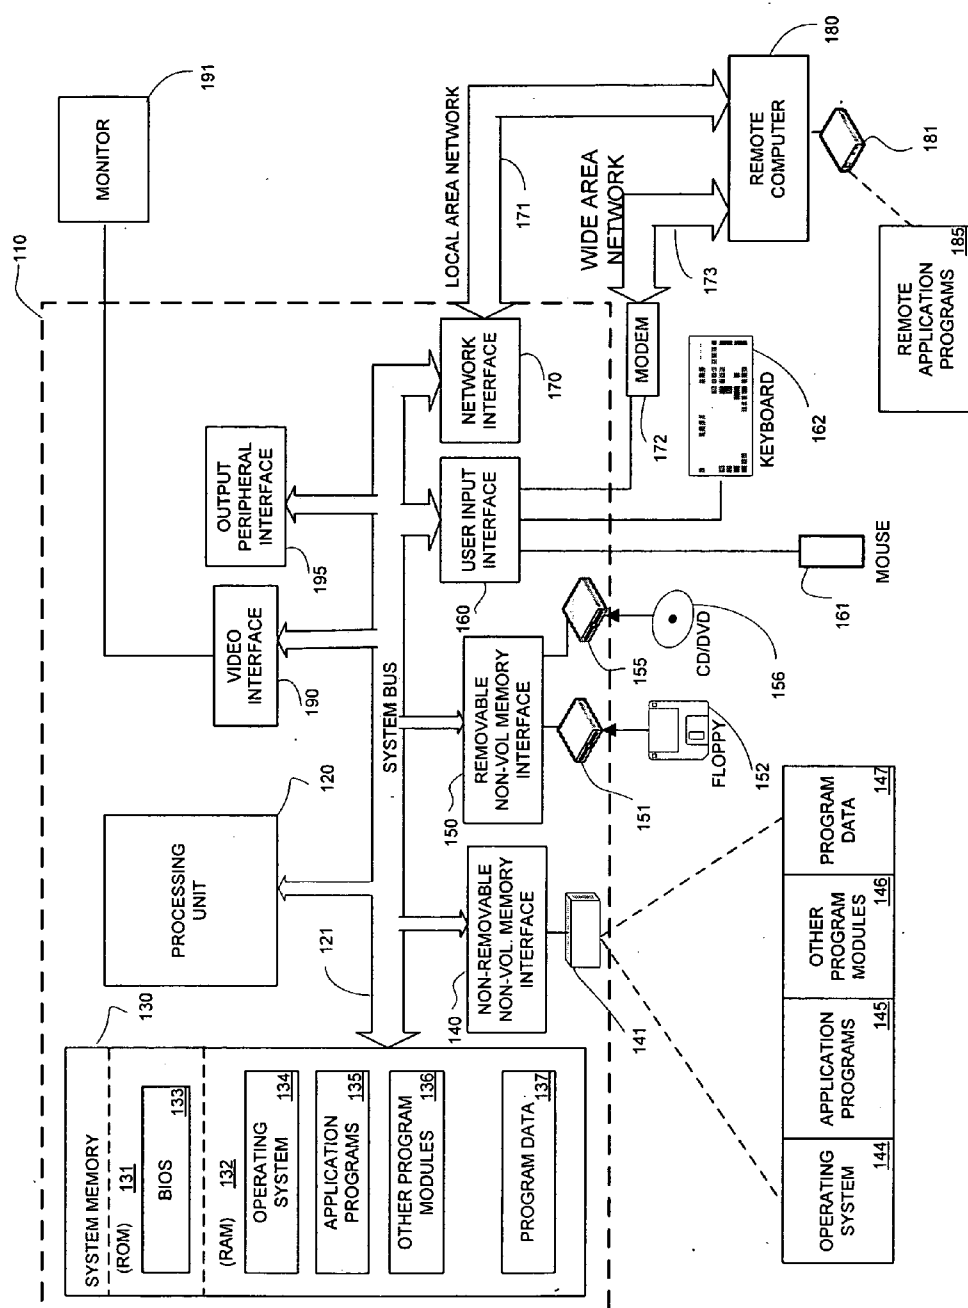 SYSTEM MEMORY
(ROM) 131
BIOS
133
(RAM) 132
OPERATING
SYSTEM
134
APPLICATION
PROGRAMS
135
OTHER PROGRAM
MODULES
136
PROGRAM DATA
137
130
PROCESSING
UNIT
120
121
SYSTEM BUS
VIDEO
INTERFACE
190
OUTPUT
PERIPHERAL
INTERFACE
195
110
MONITOR
191
NON-REMOVABLE
NON-VOL. MEMORY
INTERFACE
140
REMOVABLE
NON-VOL MEMORY
INTERFACE
150
USER INPUT
INTERFACE
160
NETWORK
INTERFACE
170
LOCAL AREA NETWORK
171
WIDE AREA
NETWORK
173
MODEM
172
141
151
155
FLOPPY
152
CD/DVD
156
MOUSE
161
KEYBOARD
162
REMOTE
COMPUTER
180
181
REMOTE
APPLICATION
PROGRAMS
185
OPERATING
SYSTEM
144
APPLICATION
PROGRAMS
145
OTHER
PROGRAM
MODULES
146
PROGRAM
DATA
147